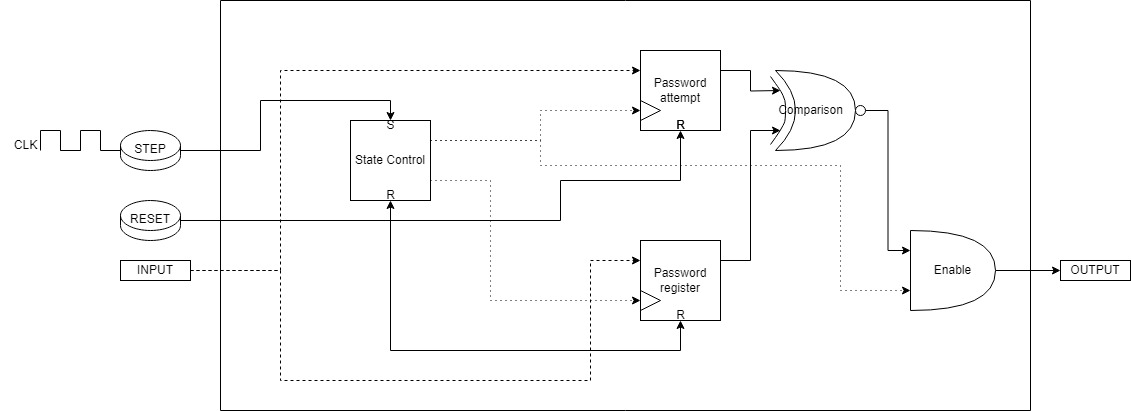 Password
attempt
R
Comparison
CLK
STEP
S
State Control
R
RESET
INPUT
Password
register
R
Enable
OUTPUT